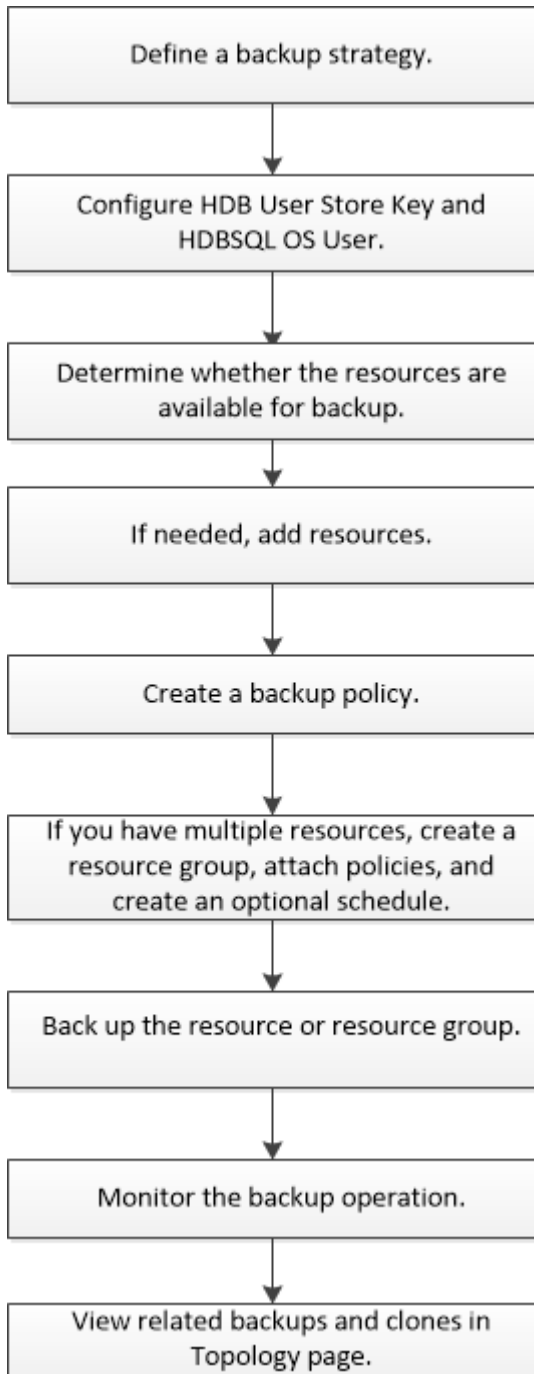 Define a backup strategy.
Configure HDB User Store Key and
HDBSQL OS User.
Determine whether the resources are
available for backup.
If needed, add resources.
Create a backup policy.
If you have multiple resources, create a
resource group, attach policies, and
create an optional schedule.
Back up the resource or resource group.
Monitor the backup operation.
View related backups and clones in
Topology page.